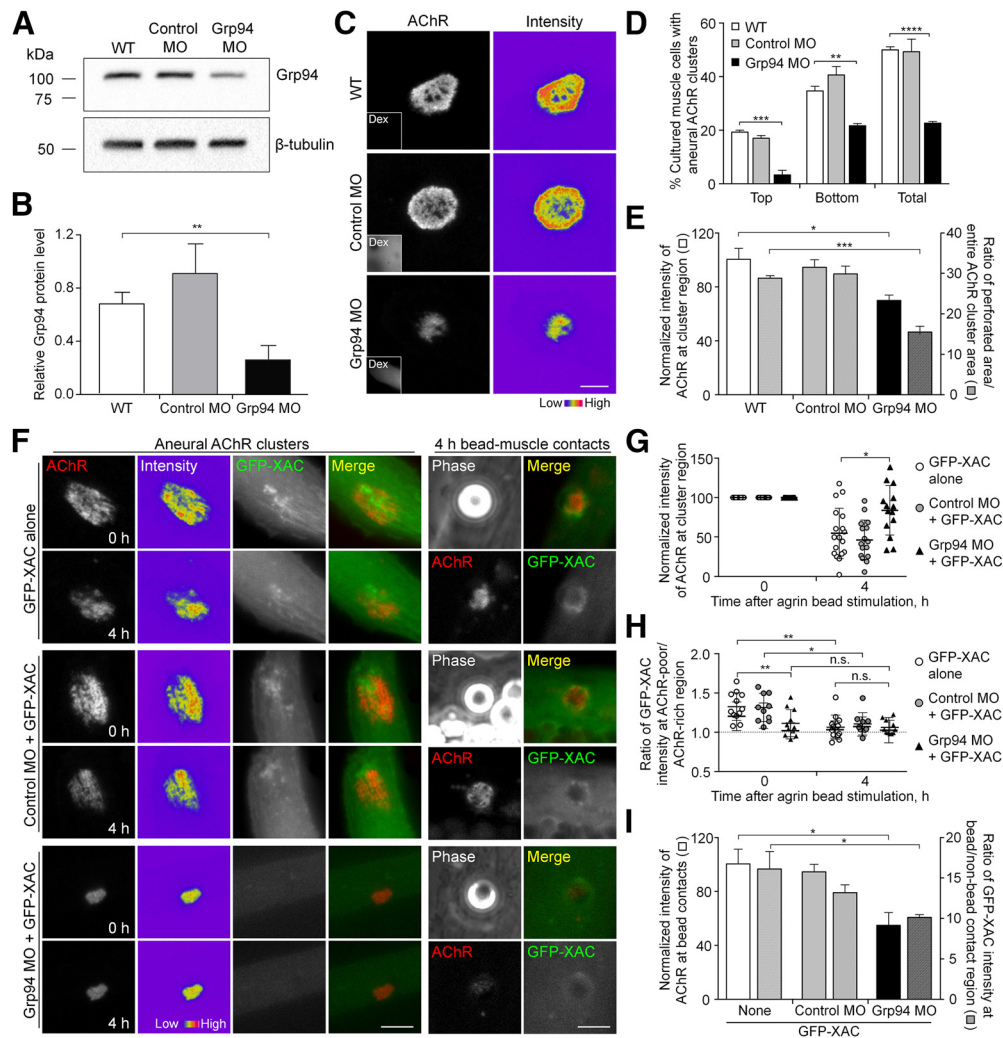 A
kDa
WT
Control
MO
Grp94
MO
100
75
50
Grp94
β-tubulin
B
Relative Grp94 protein level
1.2
0.8
0.4
0.0
**
WT
Control MO
Grp94 MO
C
AChR
Intensity
WT
Dex
Control MO
Dex
Grp94 MO
Dex
Low
High
D
% Cultured muscle cells with
aneural AChR clusters
60
40
20
0
WT
Control MO
Grp94 MO
***
**
****
Top
Bottom
Total
E
Normalized intensity of
AChR at cluster region (□)
120
80
40
0
*
***
40
30
20
10
0
Ratio of perforated area/
entire AChR cluster area (■)
WT
Control MO
Grp94 MO
F
Aneural AChR clusters
4 h bead-muscle contacts
GFP-XAC alone
AChR
Intensity
GFP-XAC
Merge
Phase
Merge
0 h
AChR
GFP-XAC
4 h
Control MO + GFP-XAC
Phase
Merge
0 h
AChR
GFP-XAC
4 h
Grp94 MO + GFP-XAC
Phase
Merge
0 h
AChR
GFP-XAC
Low
High
4 h
G
Normalized intensity
of AChR at cluster region
150
100
50
0
*
0
4
Time after agrin bead stimulation, h
GFP-XAC
alone
Control MO
+ GFP-XAC
Grp94 MO
+ GFP-XAC
H
Ratio of GFP-XAC
intensity at AChR-poor/
AChR-rich region
2.0
1.5
1.0
0.5
**
*
**
n.s.
n.s.
0
4
Time after agrin bead stimulation, h
GFP-XAC
alone
Control MO
+ GFP-XAC
Grp94 MO
+ GFP-XAC
I
Normalized intensity of
AChR at bead contacts (□)
120
80
40
0
*
*
20
15
10
5
0
Ratio of GFP-XAC intensity at
bead/non-bead contact region (■)
None
Control MO
Grp94 MO
GFP-XAC